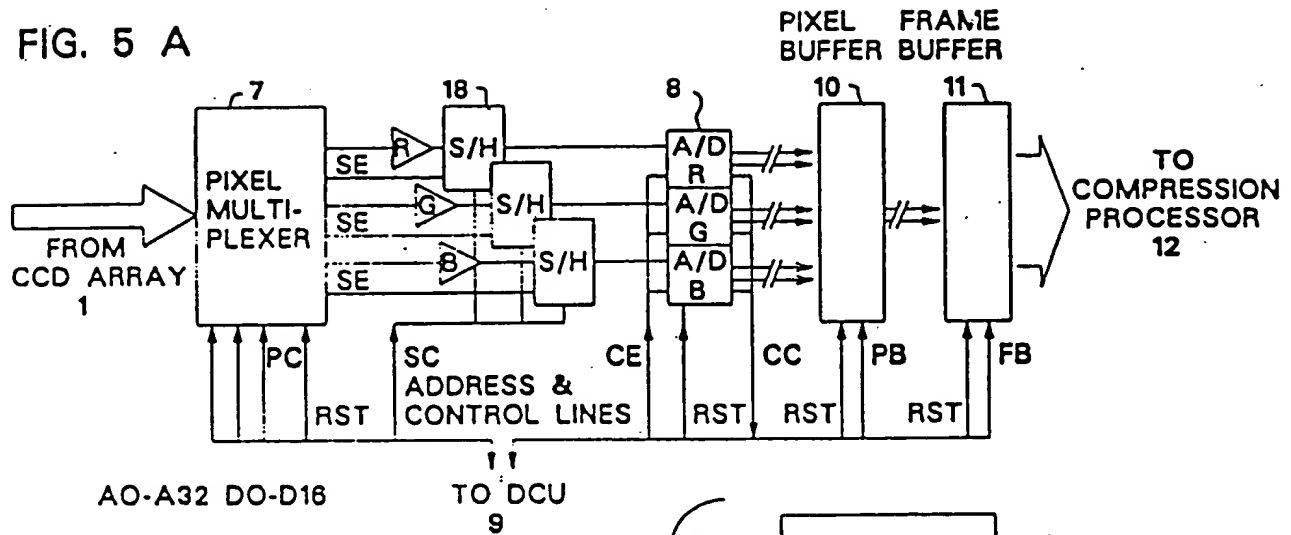 FIG. 5 A
PIXEL FRAME
BUFFER BUFFER
7
18
8
10
11
PIXEL
MULTI-
PLEXER
SE
SE
SE
R
G
B
S/H
S/H
S/H
A/D
R
A/D
G
A/D
B
TO
COMPRESSION
PROCESSOR
12
FROM
CCD ARRAY
1
PC
RST
SC
ADDRESS &
CONTROL LINES
CE
RST
CC
RST
PB
RST
FB
AO-A32 DO-D16
TO DCU
9